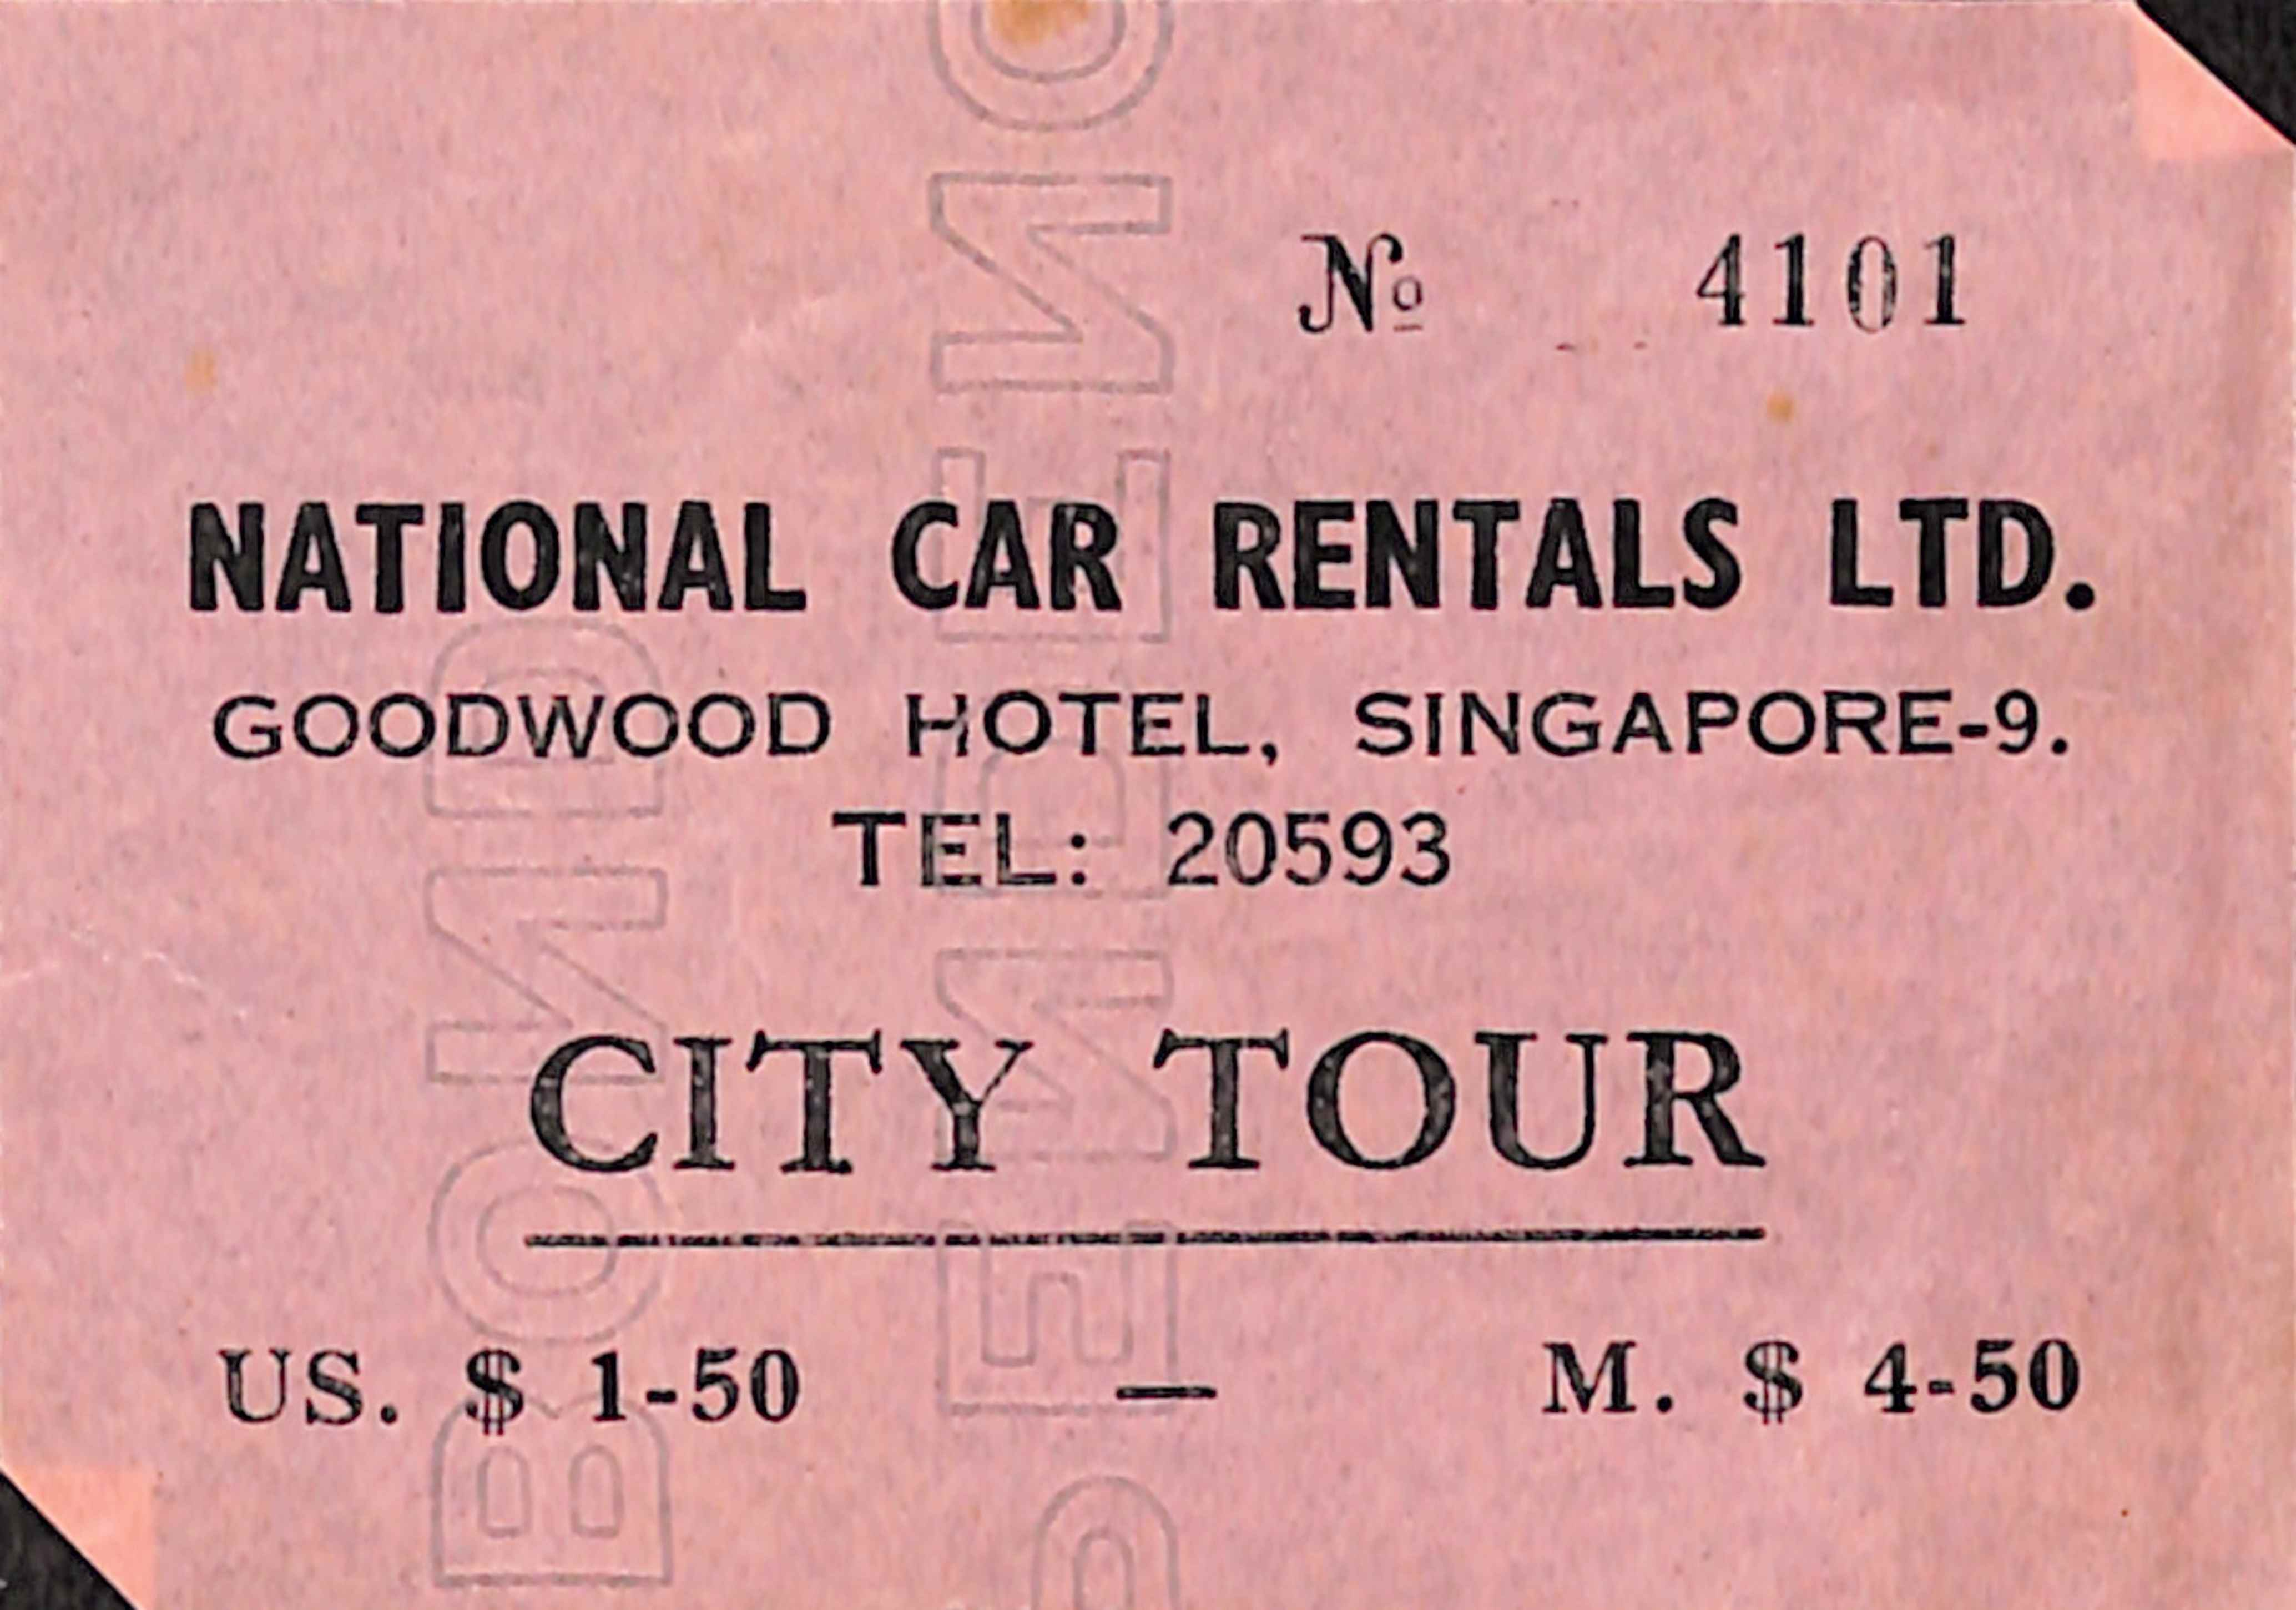 № 4101
NATIONAL CAR RENTALS LTD.
GOODWOOD HOTEL, SINGAPORE-9.
TEL: 20593
CITY TOUR
US. $ 1-50 — M. $ 4-50
BOND